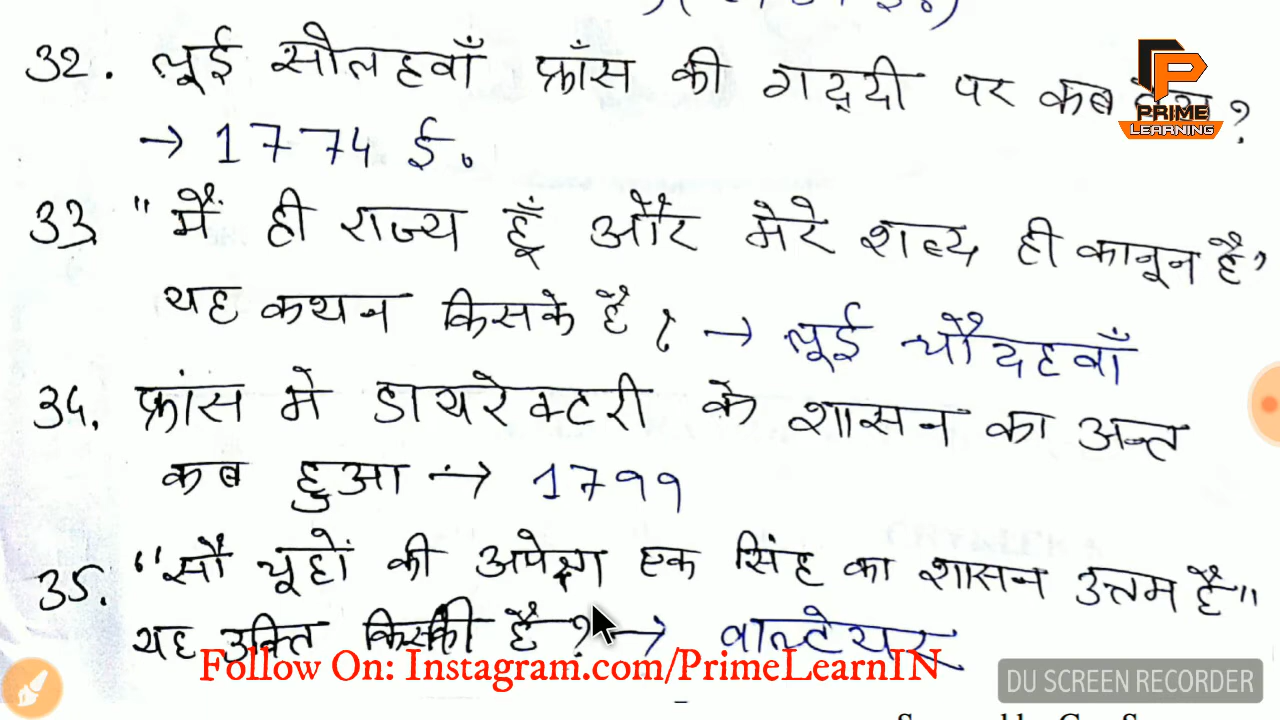 32. लूई सोलहवाँ फ्राँस की गद्दी पर कब ?
→ 1774 ई.
33 "मैं ही राज्य हूँ और मेरे शब्द ही कानून है"
यह कथन किसके है ? → लूई चौदहवाँ
34. फ्रांस मे डायरेक्टरी के शासन का अन्त
कब हुआ → 1799
35. "सौ चूहों की अपेक्षा एक सिंह का शासन उत्तम है"
यह उक्ति किसकी है ? → वाल्टेयर
PRIME
LEARNING
Follow On: Instagram.com/PrimeLearnIN
DU SCREEN RECORDER